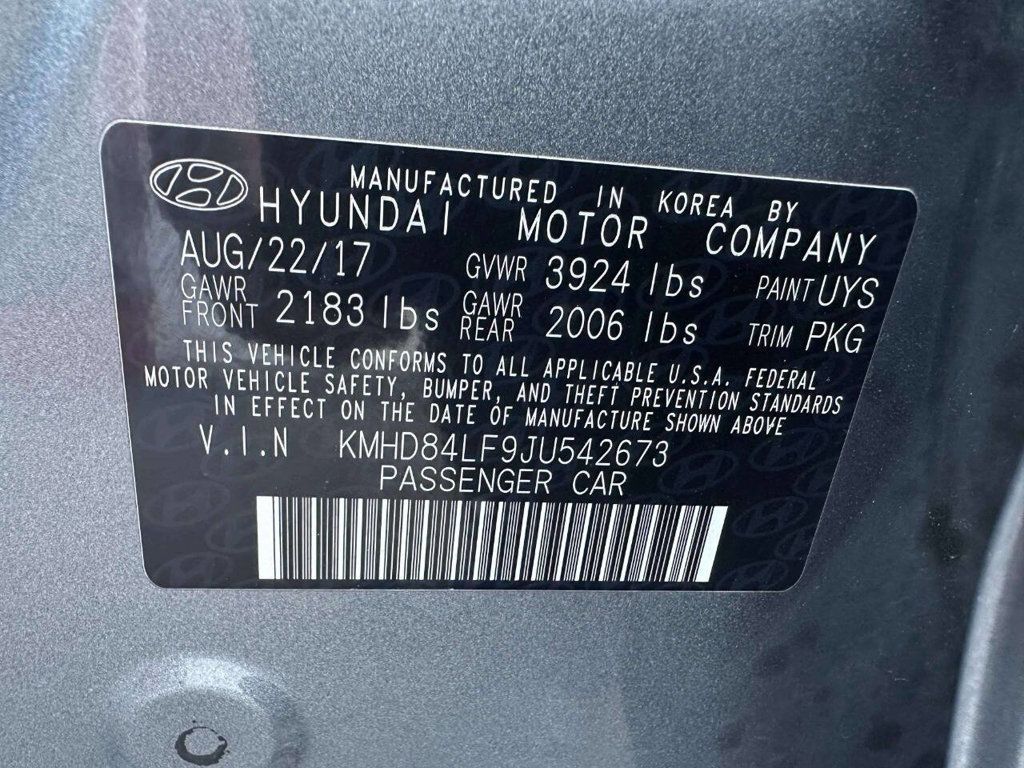 MANUFACTURED IN KOREA BY
HYUNDAI MOTOR COMPANY
AUG/22/17 GVWR 3924 lbs PAINT UYS
GAWR FRONT 2183 lbs GAWR REAR 2006 lbs TRIM PKG
THIS VEHICLE CONFORMS TO ALL APPLICABLE U.S.A. FEDERAL
MOTOR VEHICLE SAFETY, BUMPER, AND THEFT PREVENTION STANDARDS
IN EFFECT ON THE DATE OF MANUFACTURE SHOWN ABOVE
V.I.N KMHD84LF9JU542673
PASSENGER CAR